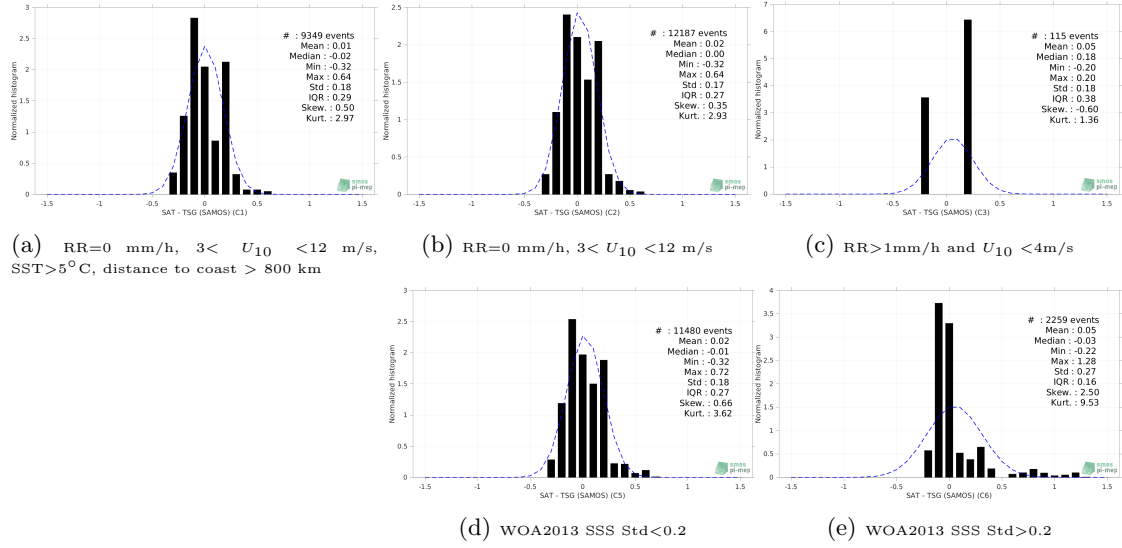 3
2.5
2
1.5
1
0.5
0
Normalized histogram
# : 9349 events
Mean : 0.01
Median : -0.02
Min : -0.32
Max : 0.64
Std : 0.18
IQR : 0.29
Skew. : 0.50
Kurt. : 2.97
smos
pi-mep
-1.5 -1 -0.5 0 0.5 1 1.5
SAT - TSG (SAMOS) (C1)
(a) RR=0 mm/h, 3< U10 <12 m/s,
SST>5°C, distance to coast > 800 km
2.5
2
1.5
1
0.5
0
Normalized histogram
# : 12187 events
Mean : 0.02
Median : 0.00
Min : -0.32
Max : 0.64
Std : 0.17
IQR : 0.27
Skew. : 0.35
Kurt. : 2.93
smos
pi-mep
-1.5 -1 -0.5 0 0.5 1 1.5
SAT - TSG (SAMOS) (C2)
(b) RR=0 mm/h, 3< U10 <12 m/s
7
6
5
4
3
2
1
0
Normalized histogram
# : 115 events
Mean : 0.05
Median : 0.18
Min : -0.20
Max : 0.20
Std : 0.18
IQR : 0.38
Skew. : -0.60
Kurt. : 1.36
smos
pi-mep
-1.5 -1 -0.5 0 0.5 1 1.5
SAT - TSG (SAMOS) (C3)
(c) RR>1mm/h and U10 <4m/s
3
2.5
2
1.5
1
0.5
0
Normalized histogram
# : 11480 events
Mean : 0.02
Median : -0.01
Min : -0.32
Max : 0.72
Std : 0.18
IQR : 0.27
Skew. : 0.66
Kurt. : 3.62
smos
pi-mep
-1.5 -1 -0.5 0 0.5 1 1.5
SAT - TSG (SAMOS) (C5)
(d) WOA2013 SSS Std<0.2
4
3.5
3
2.5
2
1.5
1
0.5
0
Normalized histogram
# : 2259 events
Mean : 0.05
Median : -0.03
Min : -0.22
Max : 1.28
Std : 0.27
IQR : 0.16
Skew. : 2.50
Kurt. : 9.53
smos
pi-mep
-1.5 -1 -0.5 0 0.5 1 1.5
SAT - TSG (SAMOS) (C6)
(e) WOA2013 SSS Std>0.2